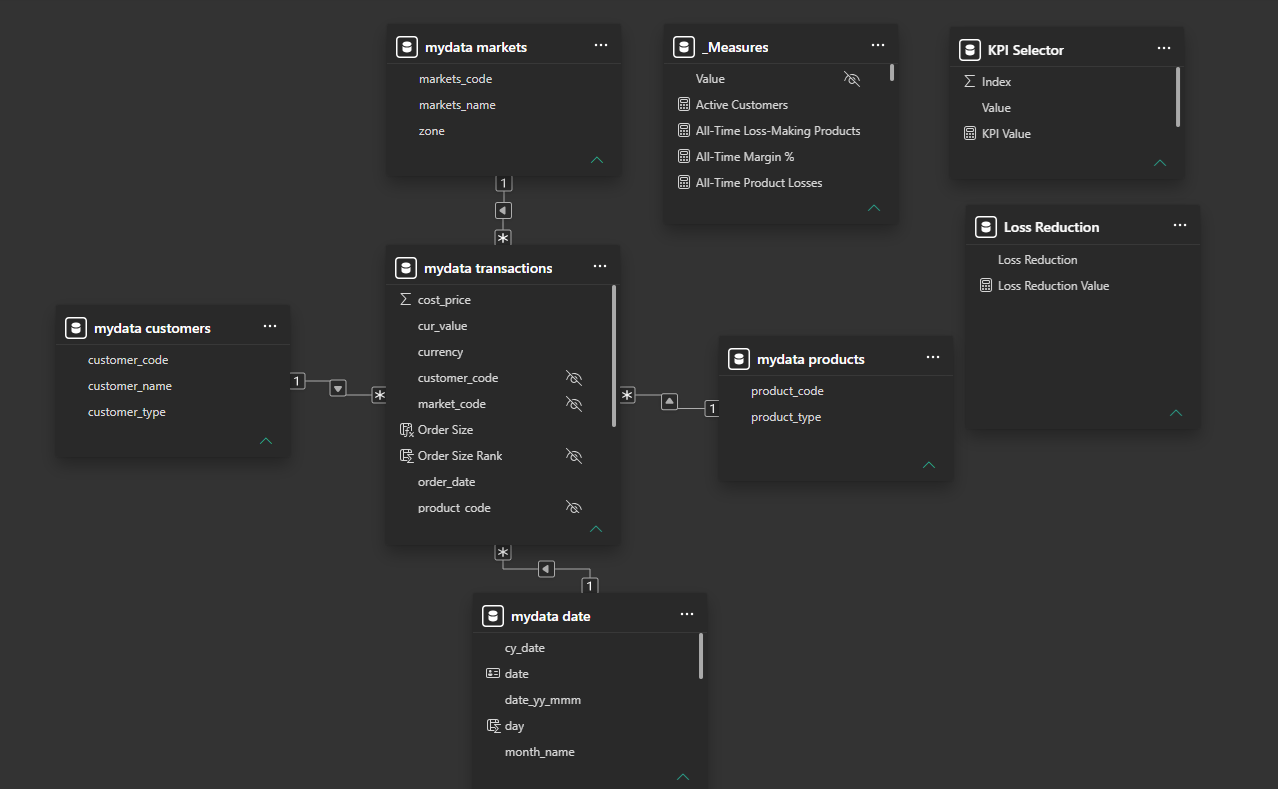 mydata markets
markets_code
markets_name
zone
_Measures
Value
Active Customers
All-Time Loss-Making Products
All-Time Margin %
All-Time Product Losses
KPI Selector
Index
Value
KPI Value
1
*
mydata transactions
cost_price
cur_value
currency
customer_code
market_code
Order Size
Order Size Rank
order_date
product_code
Loss Reduction
Loss Reduction
Loss Reduction Value
mydata customers
customer_code
customer_name
customer_type
1
*
*
1
mydata products
product_code
product_type
*
1
mydata date
cy_date
date
date_yy_mmm
day
month_name